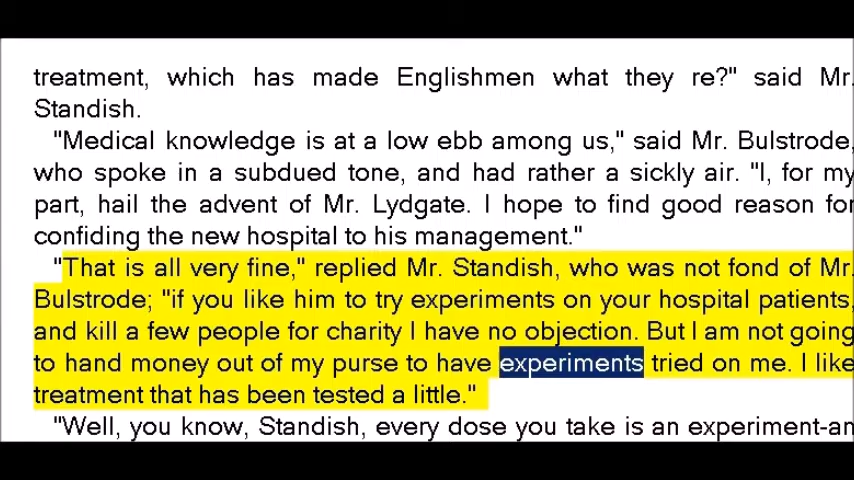 treatment, which has made Englishmen what they re?" said Mr.
Standish.
"Medical knowledge is at a low ebb among us," said Mr. Bulstrode,
who spoke in a subdued tone, and had rather a sickly air. "I, for my
part, hail the advent of Mr. Lydgate. I hope to find good reason for
confiding the new hospital to his management."
"That is all very fine," replied Mr. Standish, who was not fond of Mr.
Bulstrode; "if you like him to try experiments on your hospital patients,
and kill a few people for charity I have no objection. But I am not going
to hand money out of my purse to have experiments tried on me. I like
treatment that has been tested a little."
"Well, you know, Standish, every dose you take is an experiment-an